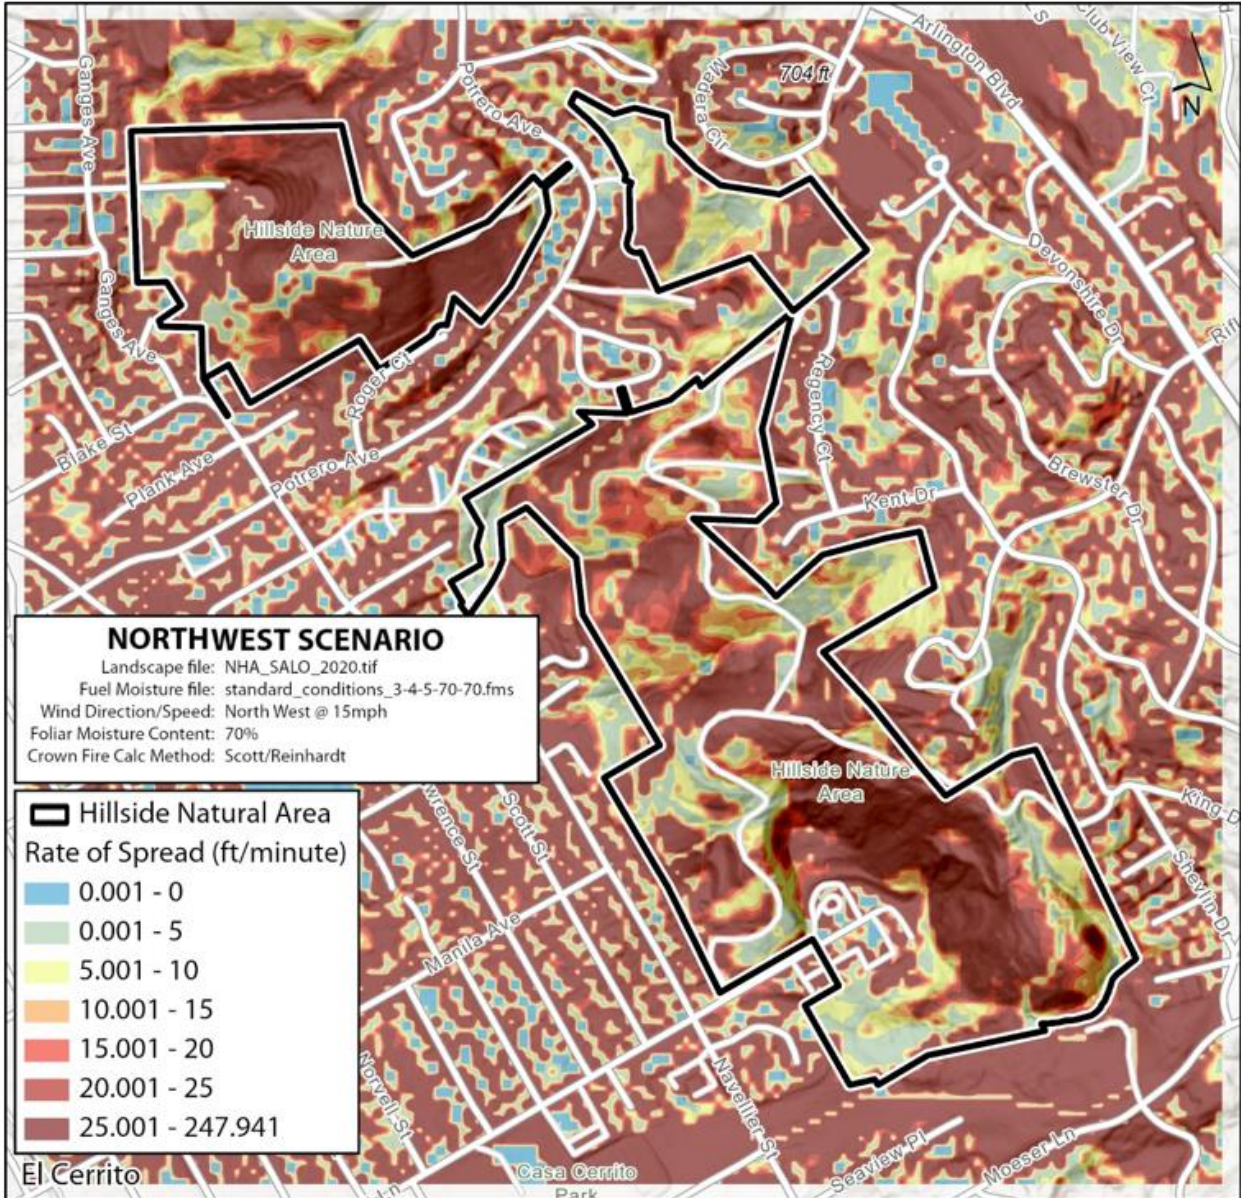 Ganges Ave
Potrero Ave
Madera Cir
704 ft
Arlington Blvd
Club View Ct
N
Hillside Nature
Area
Ganges Ave
Devonshire Dr
Roger Ct
Regency Ct
Blake St
Plank Ave
Potrero Ave
Kent Dr
Brewster Dr
NORTHWEST SCENARIO
Landscape file: NHA_SALO_2020.tif
Fuel Moisture file: standard_conditions_3-4-5-70-70.fms
Wind Direction/Speed: North West @ 15mph
Foliar Moisture Content: 70%
Crown Fire Calc Method: Scott/Reinhardt
Hillside Nature
Area
King D
Shevlin Dr
wrence St
Scott St
Manila Ave
Norvell St
Navellier St
Seaview Pl
Moeser Ln
Casa Cerrito
Park
Hillside Natural Area
Rate of Spread (ft/minute)
0.001 - 0
0.001 - 5
5.001 - 10
10.001 - 15
15.001 - 20
20.001 - 25
25.001 - 247.941
El Cerrito